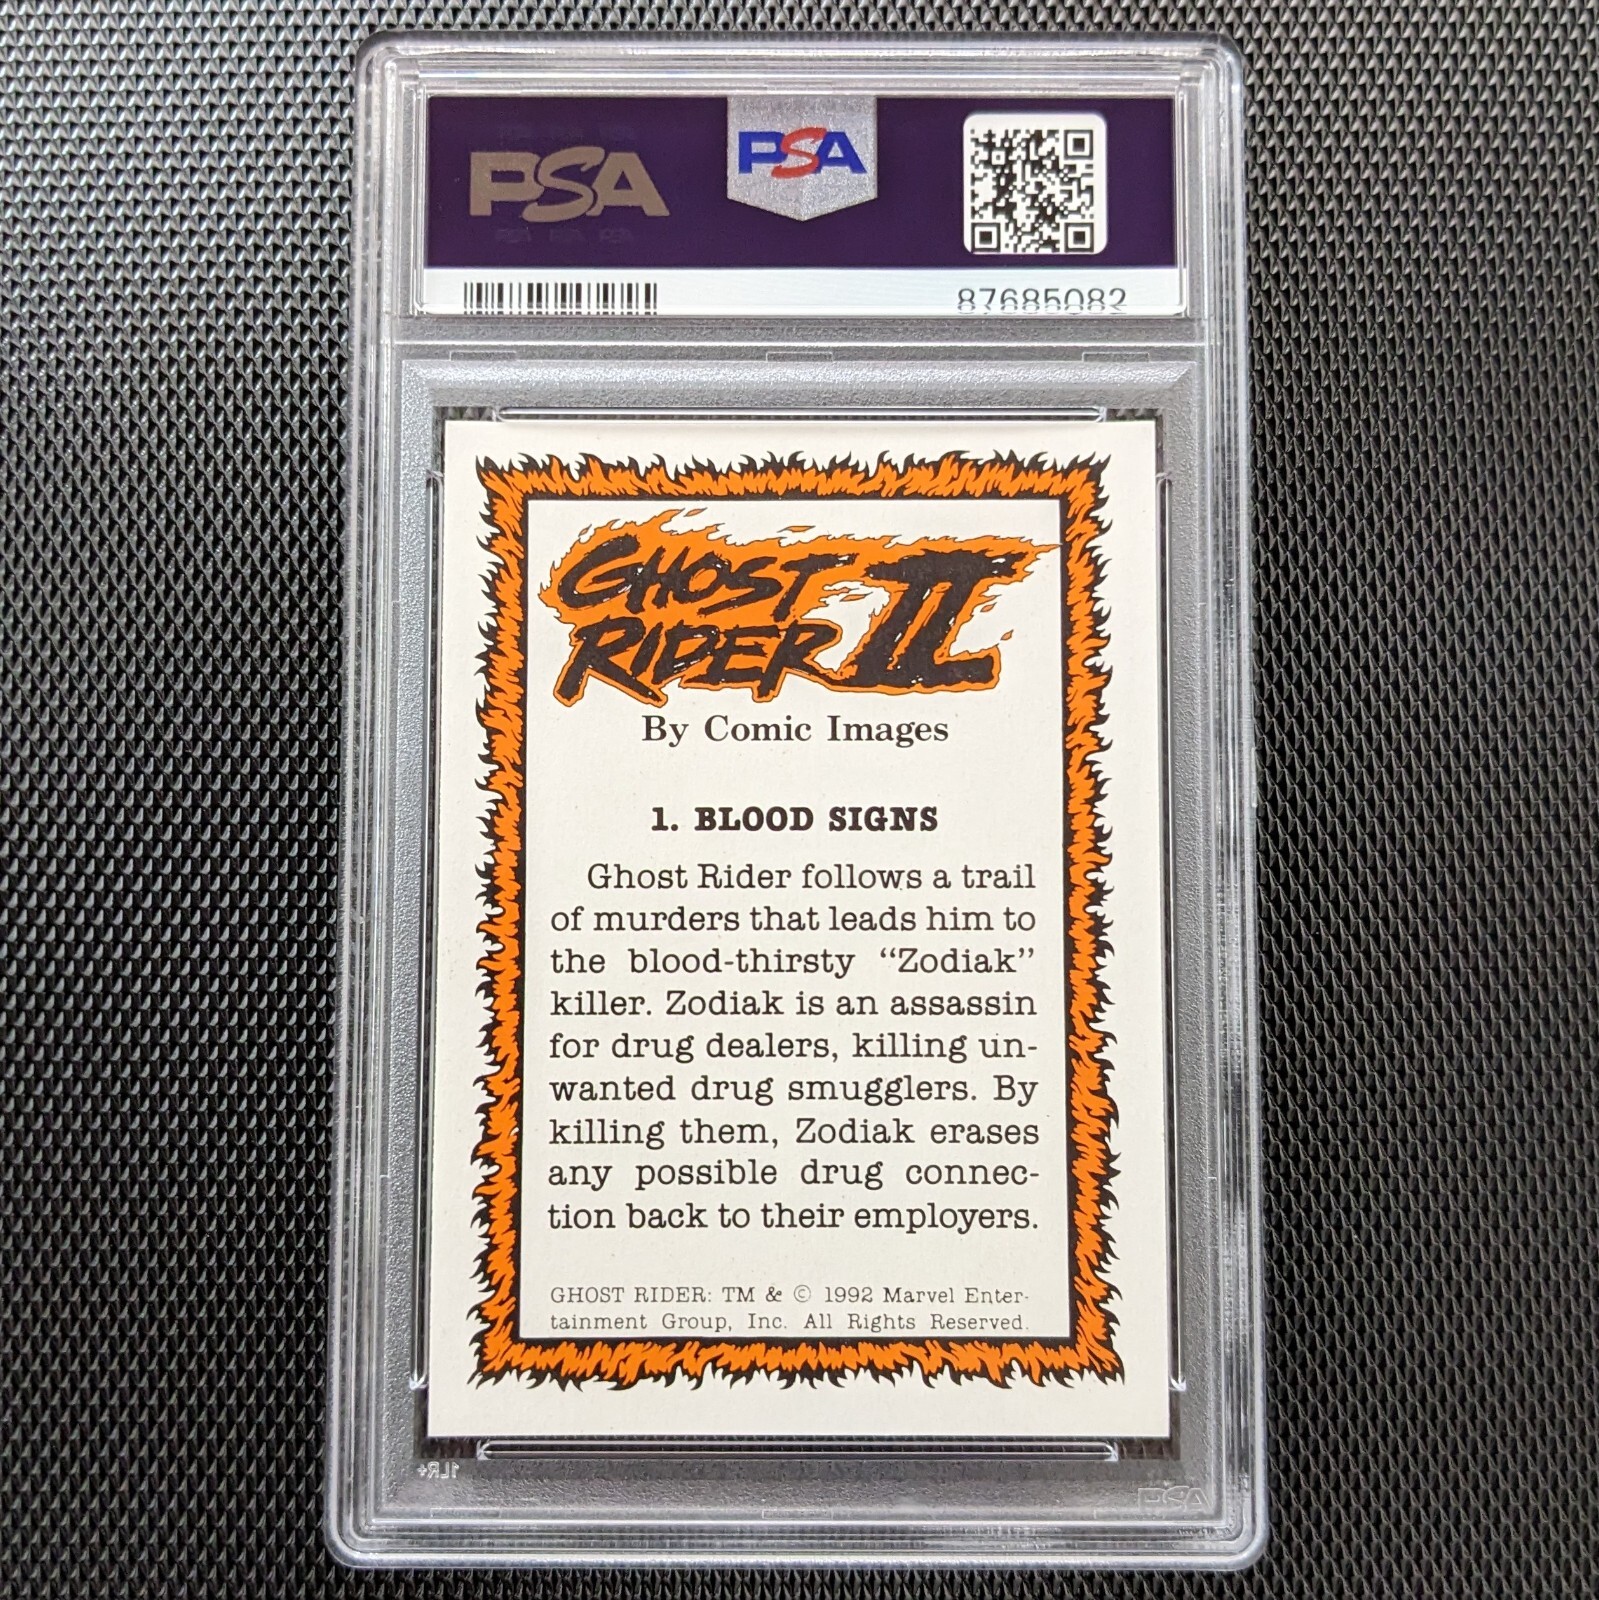 PSA
PSA
87685082
GHOST
RIDER II
By Comic Images
1. BLOOD SIGNS
Ghost Rider follows a trail
of murders that leads him to
the blood-thirsty “Zodiak”
killer. Zodiak is an assassin
for drug dealers, killing un-
wanted drug smugglers. By
killing them, Zodiak erases
any possible drug connec-
tion back to their employers.
GHOST RIDER: TM & © 1992 Marvel Enter-
tainment Group, Inc. All Rights Reserved.
1LR+
PSA